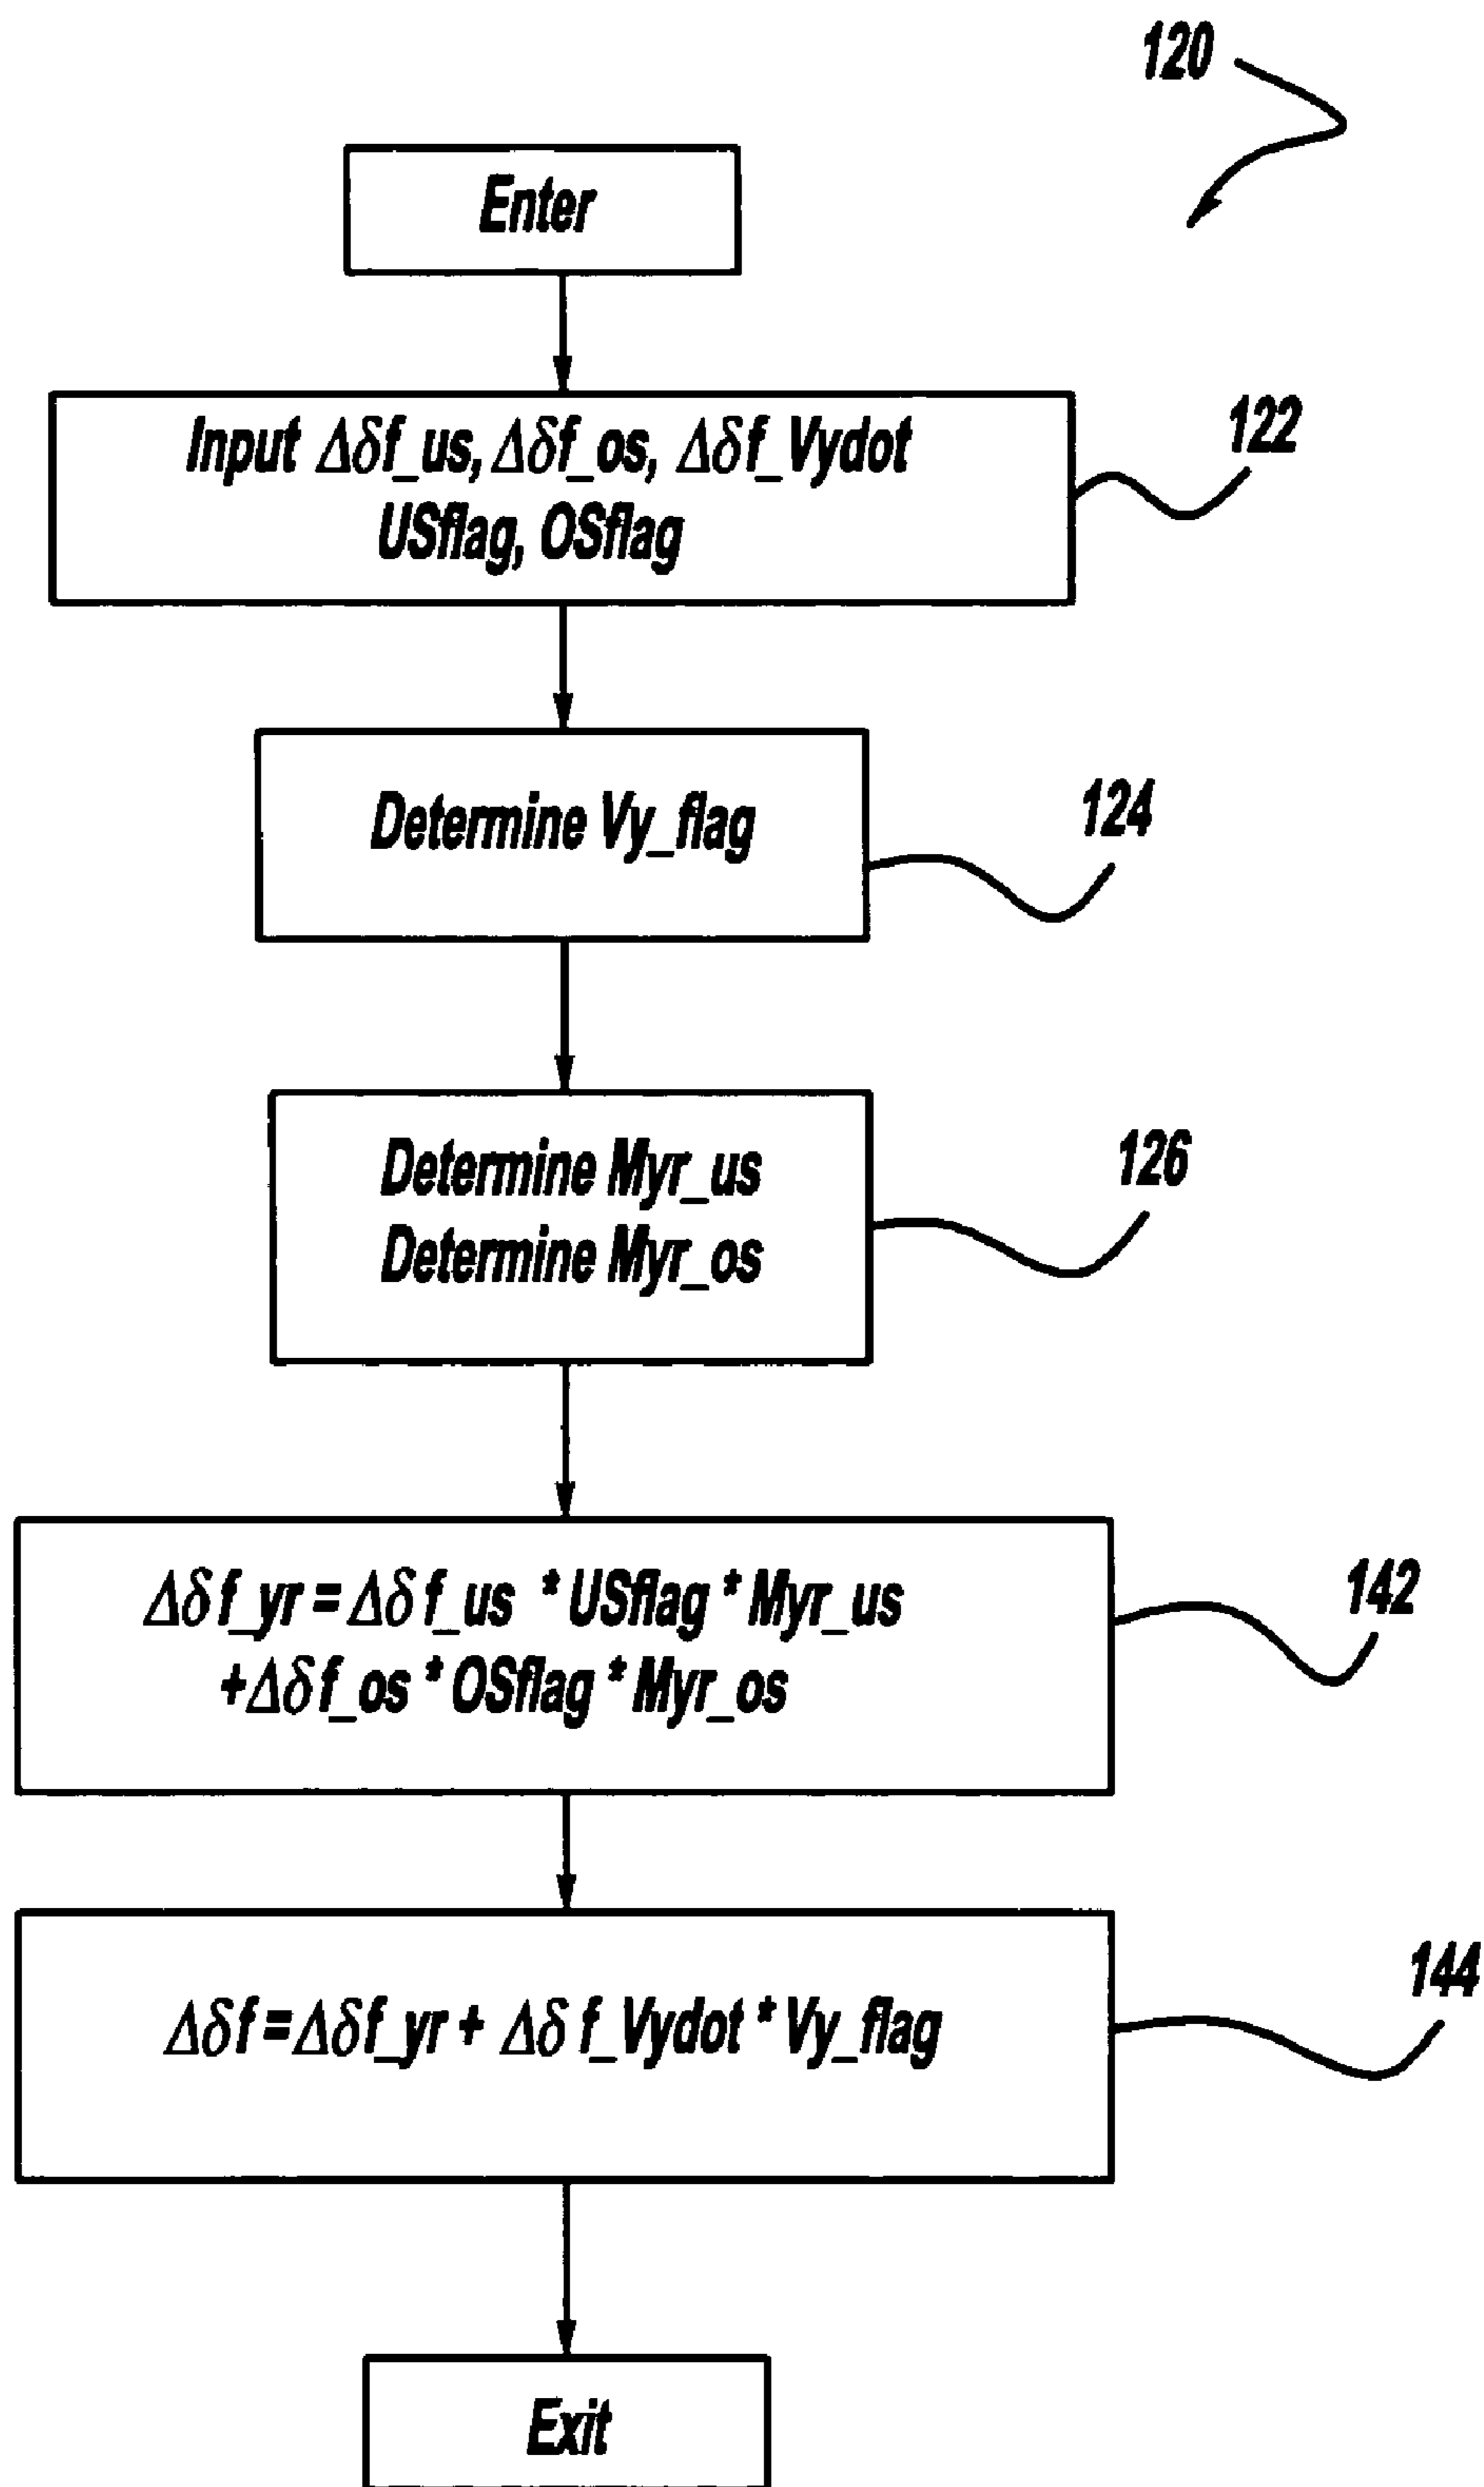 120
Enter
Input Δδf_us, Δδf_os, Δδf_Vydot
USflag, OSflag
122
Determine Vy_flag
124
Determine Myr_us
Determine Myr_os
126
Δδf_yr = Δδf_us * USflag * Myr_us
+Δδf_os * OSflag * Myr_os
142
Δδf = Δδf_yr + Δδf_Vydot * Vy_flag
144
Exit